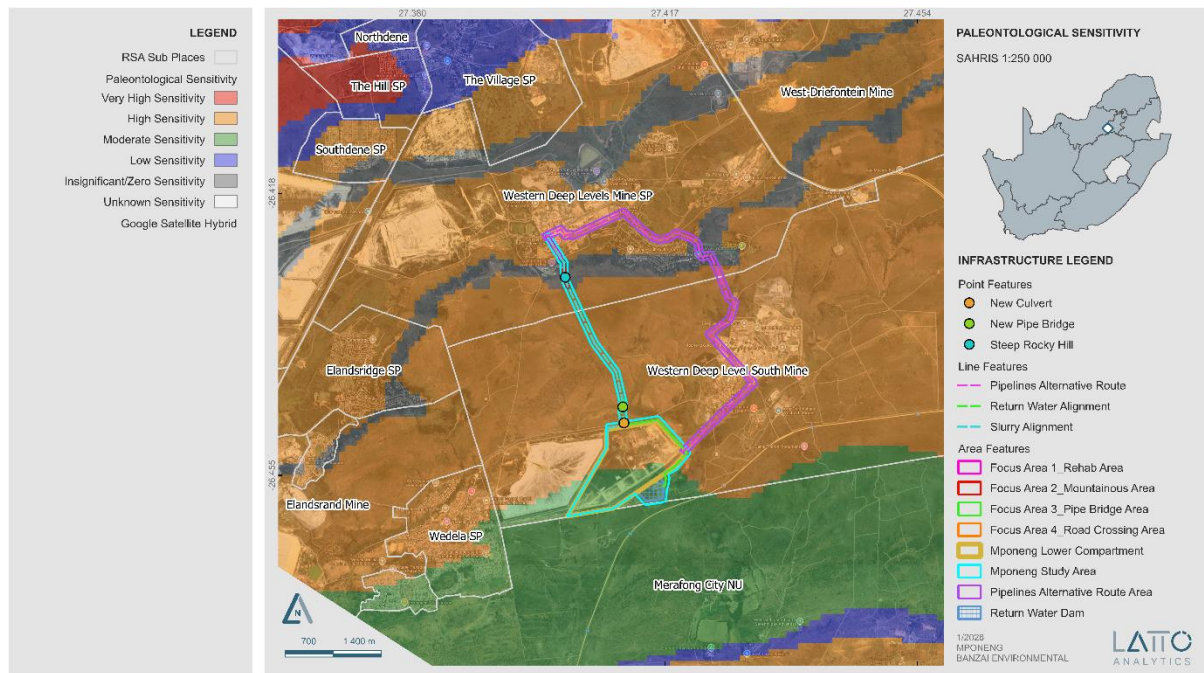 LEGEND
RSA Sub Places
Paleontological Sensitivity
Very High Sensitivity
High Sensitivity
Moderate Sensitivity
Low Sensitivity
Insignificant/Zero Sensitivity
Unknown Sensitivity
Google Satellite Hybrid
27.380
27.417
27.454
-26.418
-26.455
Northdene
The Hill SP
The Village SP
West-Driefontein Mine
Southdene SP
Western Deep Levels Mine SP
Elandsridge SP
Western Deep Level South Mine
Elandsrand Mine
Wedela SP
Merafong City NU
N
700
1 400 m
PALEONTOLOGICAL SENSITIVITY
SAHRIS 1:250 000
INFRASTRUCTURE LEGEND
Point Features
New Culvert
New Pipe Bridge
Steep Rocky Hill
Line Features
Pipelines Alternative Route
Return Water Alignment
Slurry Alignment
Area Features
Focus Area 1_Rehab Area
Focus Area 2_Mountainous Area
Focus Area 3_Pipe Bridge Area
Focus Area 4_Road Crossing Area
Mponeng Lower Compartment
Mponeng Study Area
Pipelines Alternative Route Area
Return Water Dam
MPONENG
BANZAI ENVIRONMENTAL
LATTO
ANALYTICS